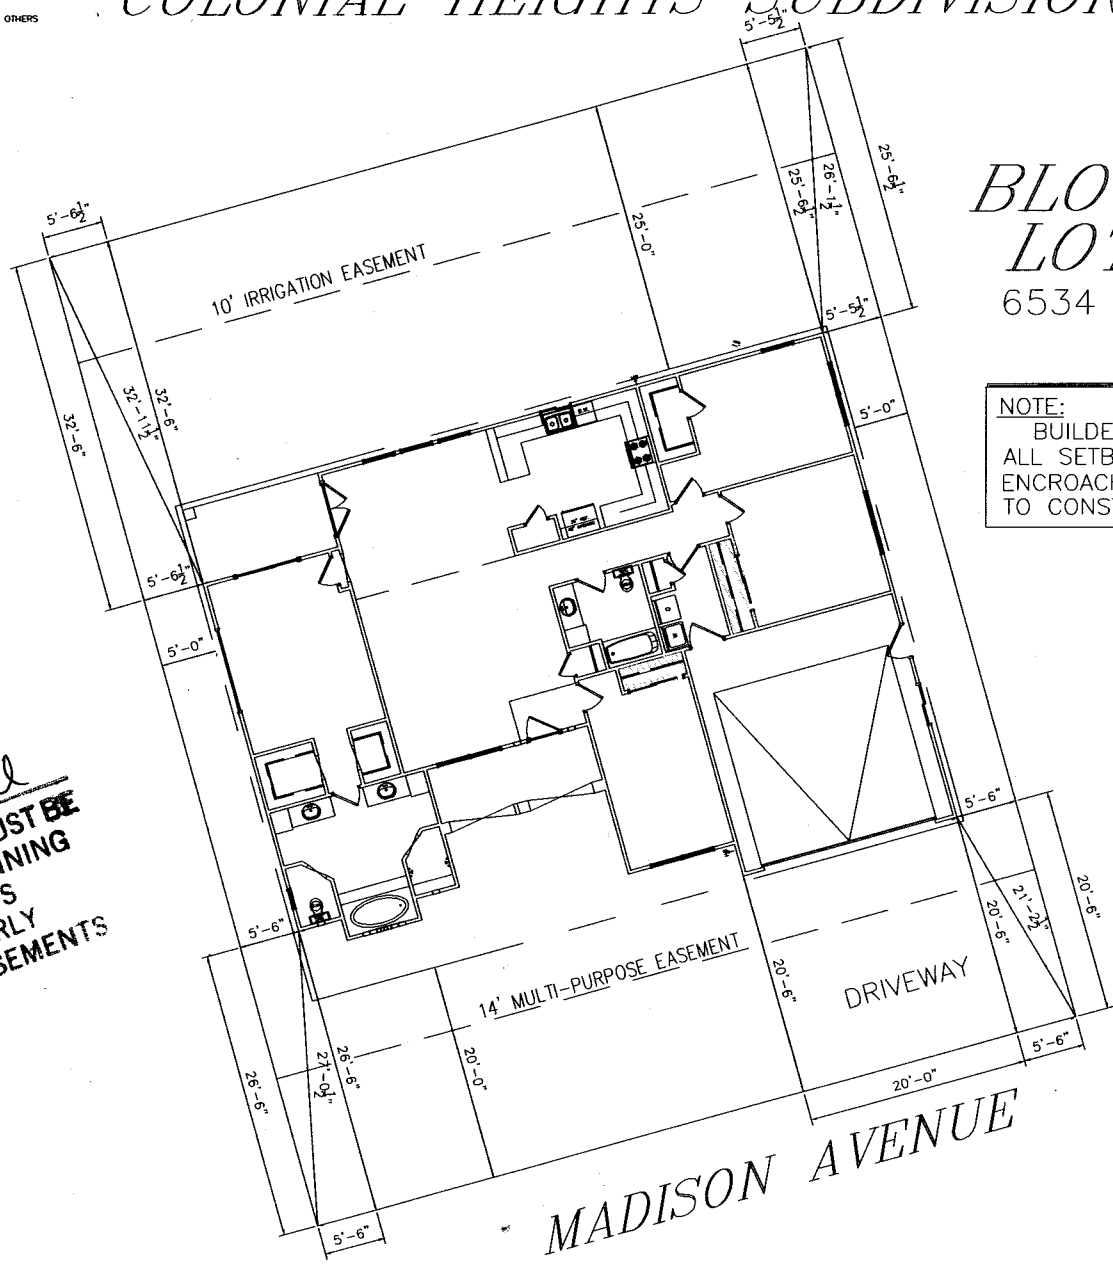 OTHERS
COLONIAL HEIGHTS SUBDIVISION
5'-5½"
25'-6½"
26'-1½"
25'-6½"
5'-6½"
25'-0"
10' IRRIGATION EASEMENT
BLO
LOT
6534
5'-5½"
32'-6"
32'-11½"
32'-6"
5'-0"
NOTE:
BUILDE
ALL SETB
ENCROACH
TO CONST
5'-6½"
5'-0"
UST BE
NNING
S
RLY
SEMENTS
5'-6"
5'-6"
20'-6"
21'-2½"
20'-6"
14' MULTI-PURPOSE EASEMENT
20'-6"
DRIVEWAY
26'-6"
27'-0½"
26'-6"
20'-0"
5'-6"
20'-0"
5'-6"
MADISON AVENUE